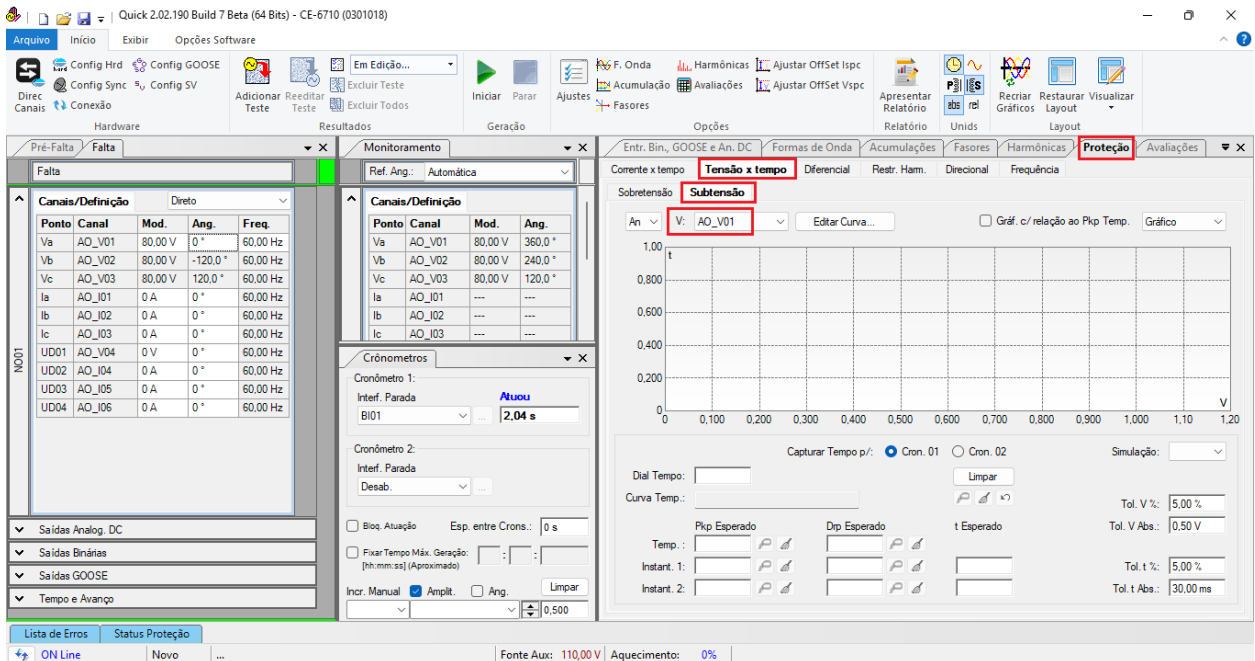 Quick 2.02.190 Build 7 Beta (64 Bits) - CE-6710 (0301018)
Arquivo Início Exibir Opções Software
Direc Canais
Config Hrd Config GOOSE
Config Sync Config SV
Conexão
Hardware
Adicionar Teste
Reeditar Teste
Em Edição...
Excluir Teste
Excluir Todos
Resultados
Iniciar Parar
Geração
Ajustes
F. Onda Harmônicas Ajustar OffSet Ispc
Acumulação Avaliações Ajustar OffSet Vspc
Fasores
Opções
Apresentar Relatório
Relatório
abs rel
Unids
Recriar Gráficos
Restaurar Layout
Visualizar
Layout
Pré-Falta Falta
Falta
Canais/Definição Direto
Ponto Canal Mod. Ang. Freq.
Va AO_V01 80,00 V 0 ° 60,00 Hz
Vb AO_V02 80,00 V -120,0 ° 60,00 Hz
Vc AO_V03 80,00 V 120,0 ° 60,00 Hz
Ia AO_I01 0 A 0 ° 60,00 Hz
Ib AO_I02 0 A 0 ° 60,00 Hz
Ic AO_I03 0 A 0 ° 60,00 Hz
UD01 AO_V04 0 V 0 ° 60,00 Hz
UD02 AO_I04 0 A 0 ° 60,00 Hz
UD03 AO_I05 0 A 0 ° 60,00 Hz
UD04 AO_I06 0 A 0 ° 60,00 Hz
NO01
Saídas Analog. DC
Saídas Binárias
Saídas GOOSE
Tempo e Avanço
Monitoramento
Ref. Ang.: Automática
Canais/Definição
Ponto Canal Mod. Ang.
Va AO_V01 80,00 V 360,0 °
Vb AO_V02 80,00 V 240,0 °
Vc AO_V03 80,00 V 120,0 °
Ia AO_I01 --- ---
Ib AO_I02 --- ---
Ic AO_I03 --- ---
Crônometros
Cronômetro 1:
Interf. Parada Atuou
BI01 ... 2,04 s
Cronômetro 2:
Interf. Parada
Desab. ...
Bloq. Atuação Esp. entre Crons.: 0 s
Fixar Tempo Máx. Geração: : :
[hh:mm:ss] (Aproximado)
Incr. Manual Amplit. Ang. Limpar
0,500
Entr. Bin., GOOSE e An. DC Formas de Onda Acumulações Fasores Harmônicas Proteção Avaliações
Corrente x tempo Tensão x tempo Diferencial Restr. Harm. Direcional Frequência
Sobretensão Subtensão
An V: AO_V01 Editar Curva... Gráf. c/ relação ao Pkp Temp. Gráfico
1,00
t
0,800
0,600
0,400
0,200
0
V
0 0,100 0,200 0,300 0,400 0,500 0,600 0,700 0,800 0,900 1,000 1,10 1,20
Capturar Tempo p/: Cron. 01 Cron. 02 Simulação:
Dial Tempo: Limpar
Curva Temp.: Tol. V %: 5,00 %
Pkp Esperado Drp Esperado t Esperado Tol. V Abs.: 0,50 V
Temp. :
Instant. 1: Tol. t %: 5,00 %
Instant. 2: Tol. t Abs.: 30,00 ms
Lista de Erros Status Proteção
ON Line Novo ... Fonte Aux: 110,00 V Aquecimento: 0%